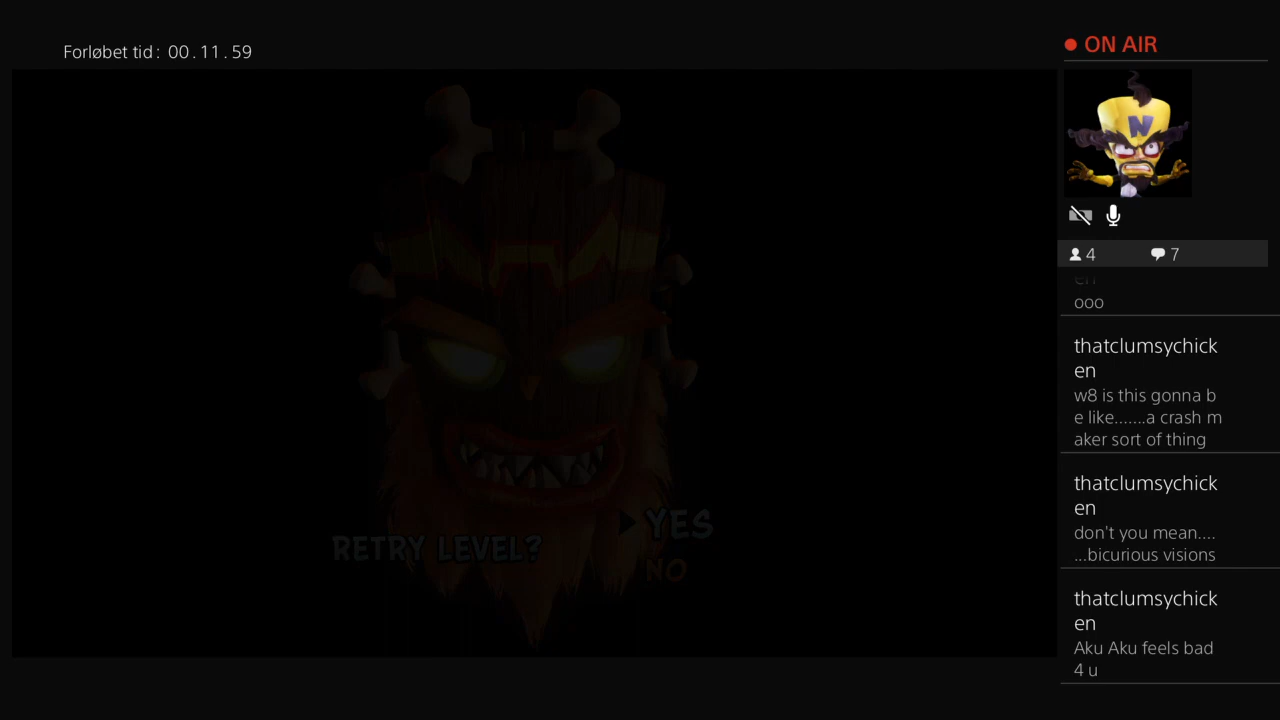 Forløbet tid: 00.11.59
ON AIR
N
4 7
en
ooo
thatclumsychick
en
w8 is this gonna b
e like.......a crash m
aker sort of thing
thatclumsychick
en
don't you mean....
...bicurious visions
thatclumsychick
en
Aku Aku feels bad
4 u
RETRY LEVEL?
YES
NO